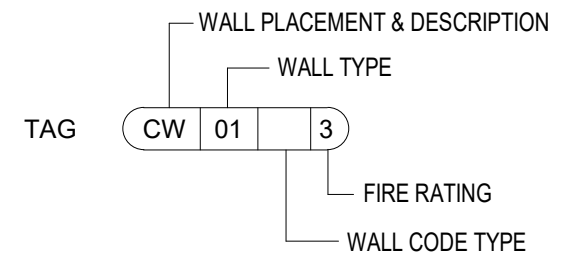 WALL PLACEMENT & DESCRIPTION
WALL TYPE
TAG CW 01 3
FIRE RATING
WALL CODE TYPE